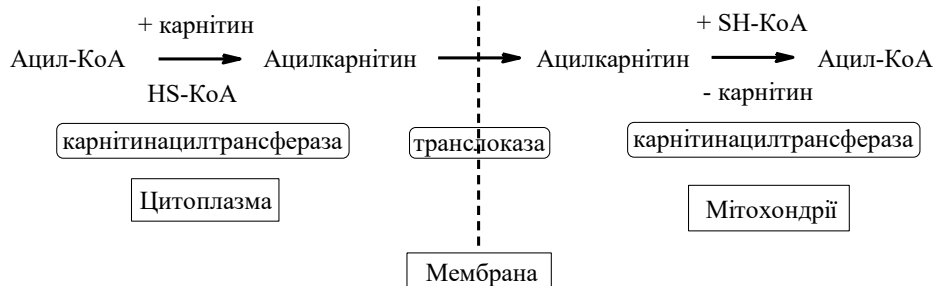 + карнітин
+ SH-КоА
Ацил-КоА
Ацилкарнітин
Ацилкарнітин
Ацил-КоА
HS-КоА
- карнітин
карнітинацилтрансфераза
транслоказа
карнітинацилтрансфераза
Цитоплазма
Мітохондрії
Мембрана